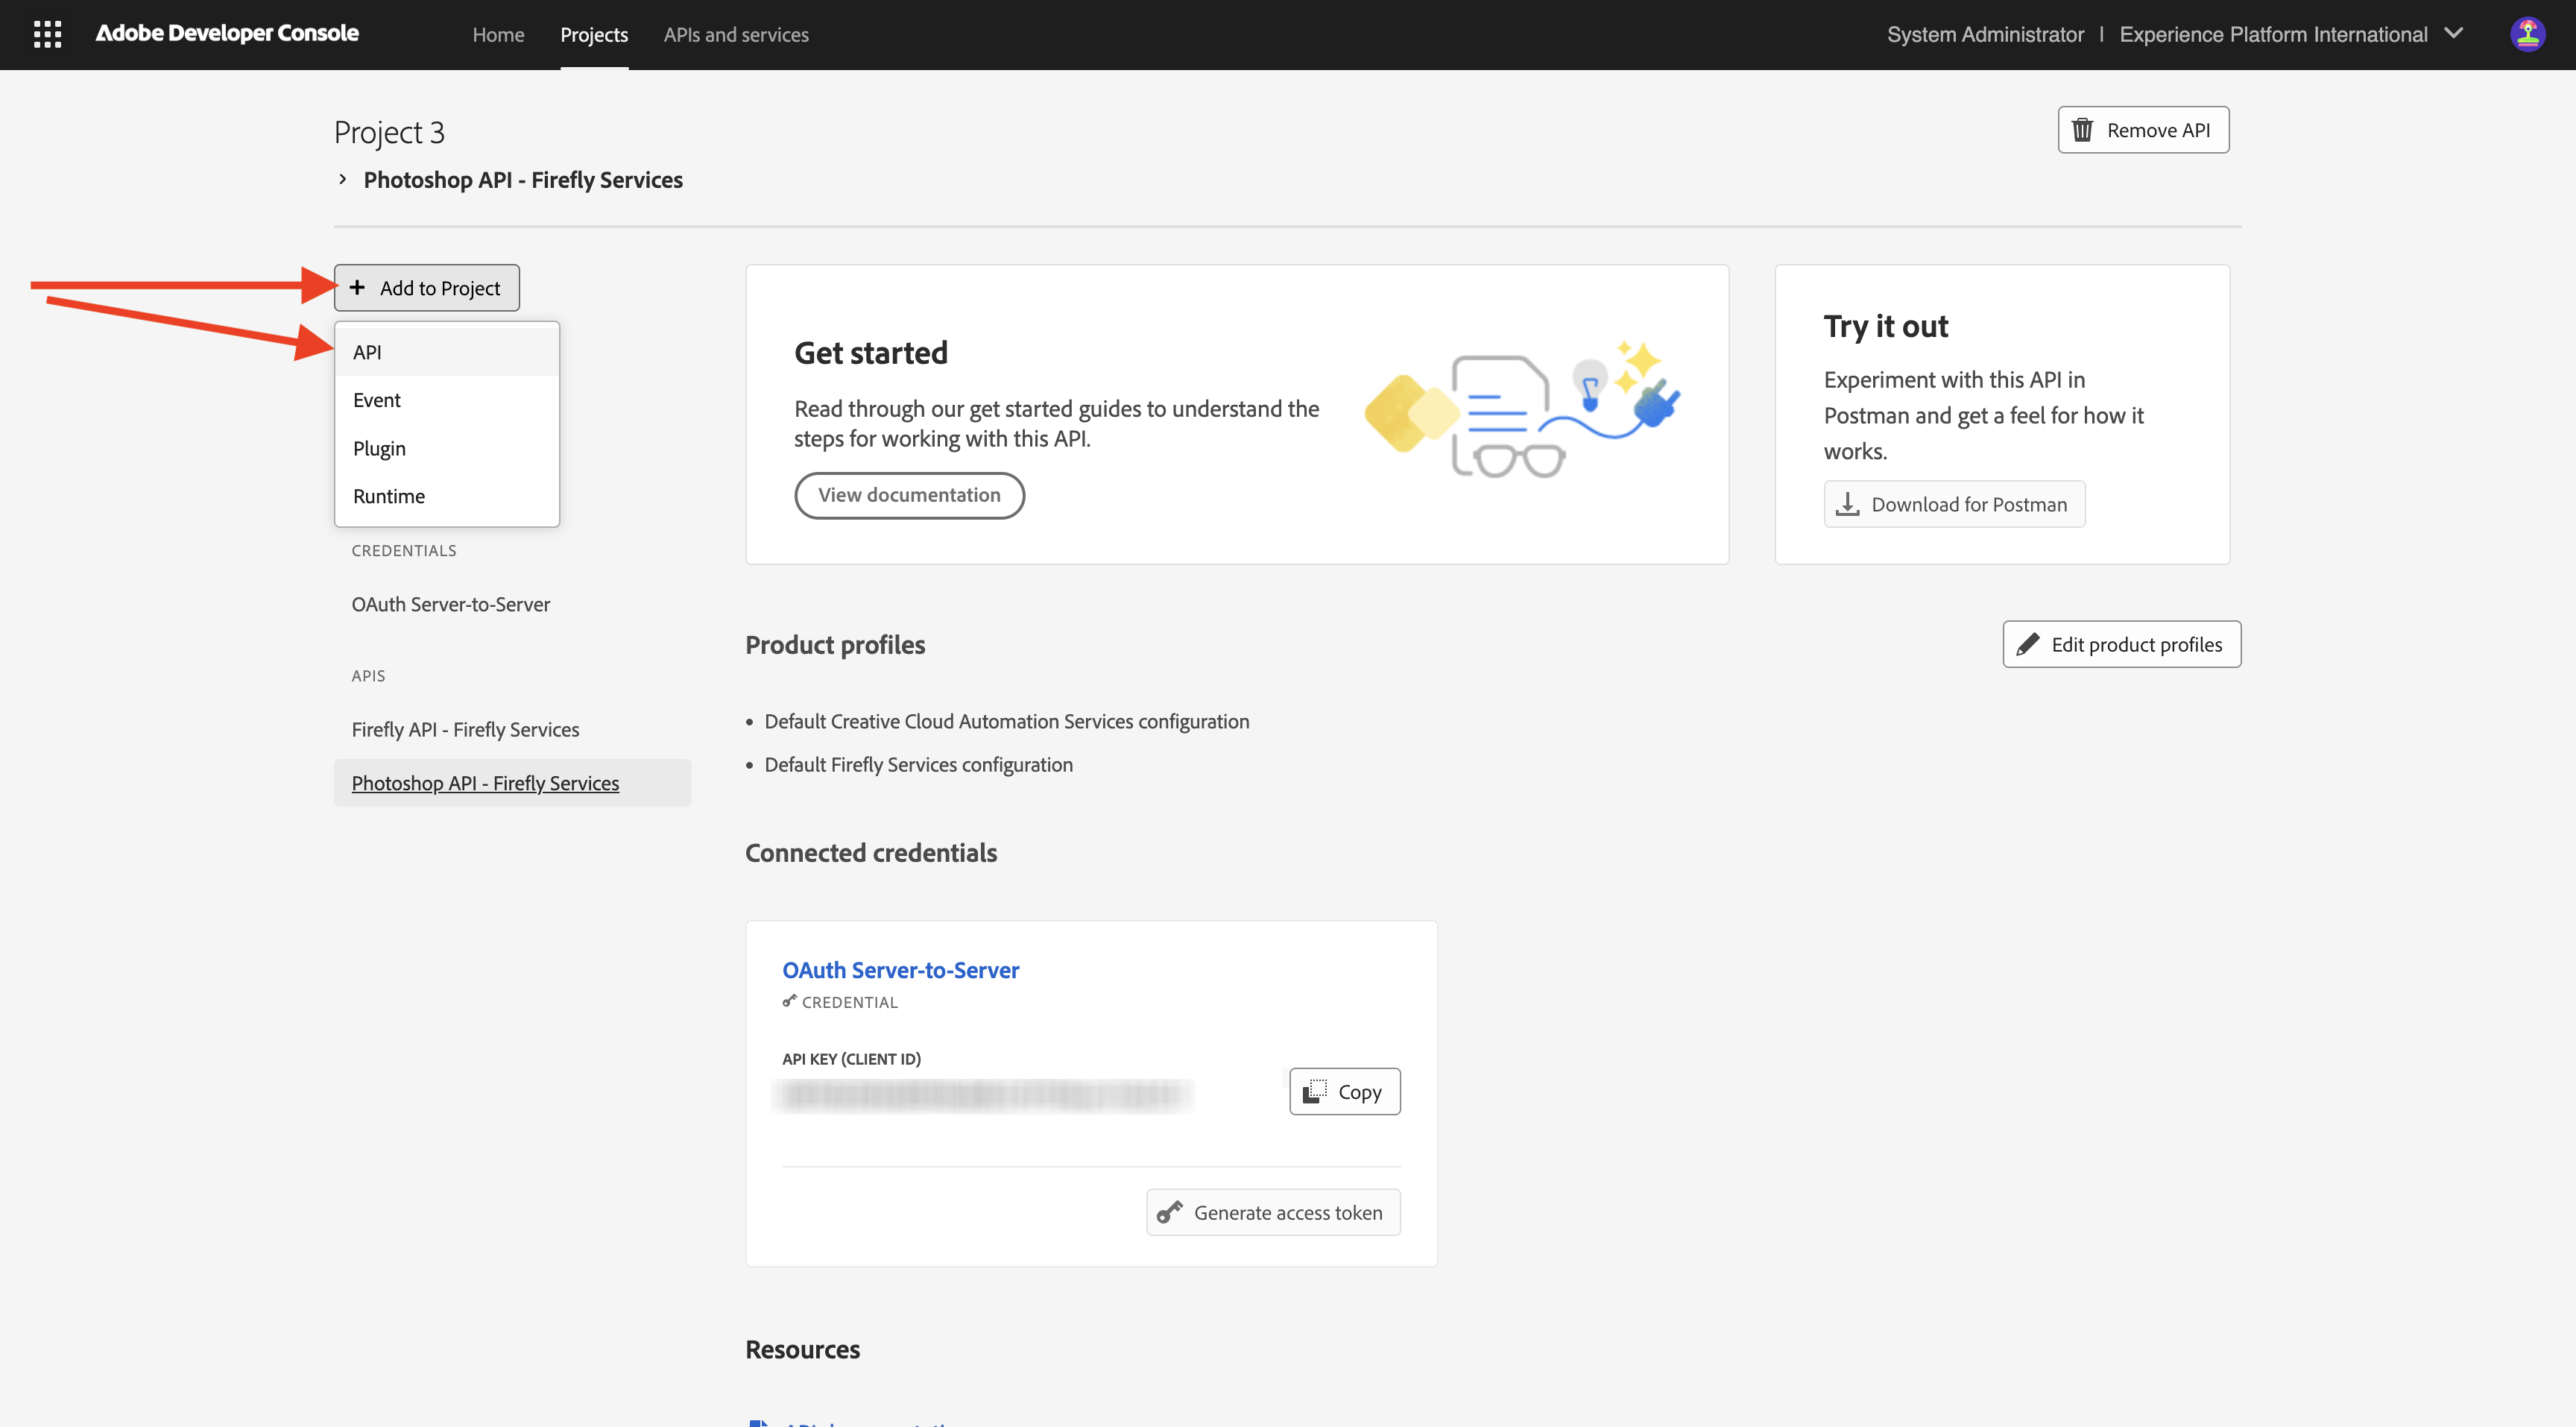 Adobe Developer Console
Home
Projects
APIs and services
System Administrator | Experience Platform International
Project 3
Photoshop API - Firefly Services
Remove API
+ Add to Project
API
Event
Plugin
Runtime
CREDENTIALS
OAuth Server-to-Server
APIS
Firefly API - Firefly Services
Photoshop API - Firefly Services
Get started
Read through our get started guides to understand the
steps for working with this API.
View documentation
Try it out
Experiment with this API in
Postman and get a feel for how it
works.
Download for Postman
Product profiles
Edit product profiles
• Default Creative Cloud Automation Services configuration
• Default Firefly Services configuration
Connected credentials
OAuth Server-to-Server
CREDENTIAL
API KEY (CLIENT ID)
Copy
Generate access token
Resources